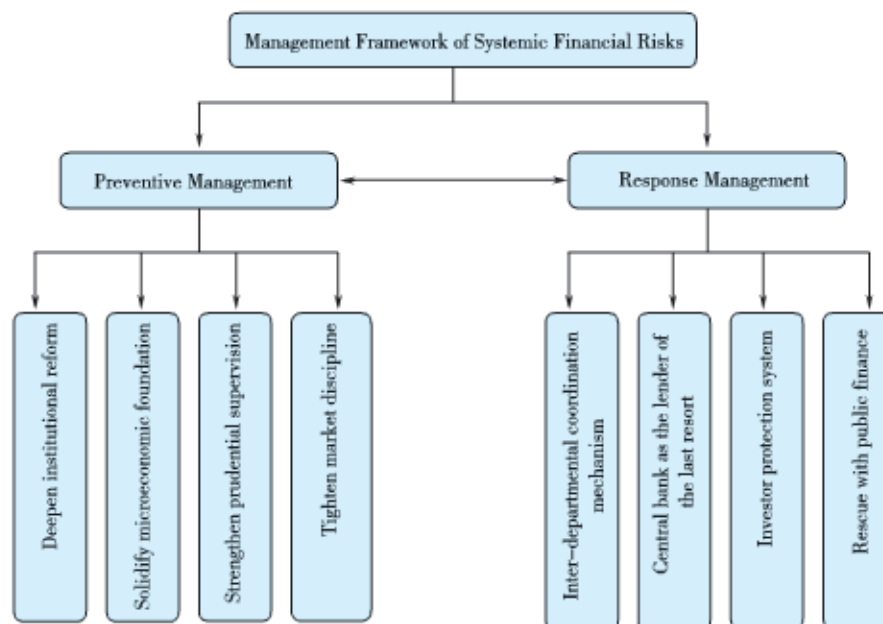 Management Framework of Systemic Financial Risks
Preventive Management
Response Management
Deepen institutional reform
Solidify microeconomic foundation
Strengthen prudential supervision
Tighten market discipline
Inter-departmental coordination
mechanism
Central bank as the lender of
the last resort
Investor protection system
Rescue with public finance